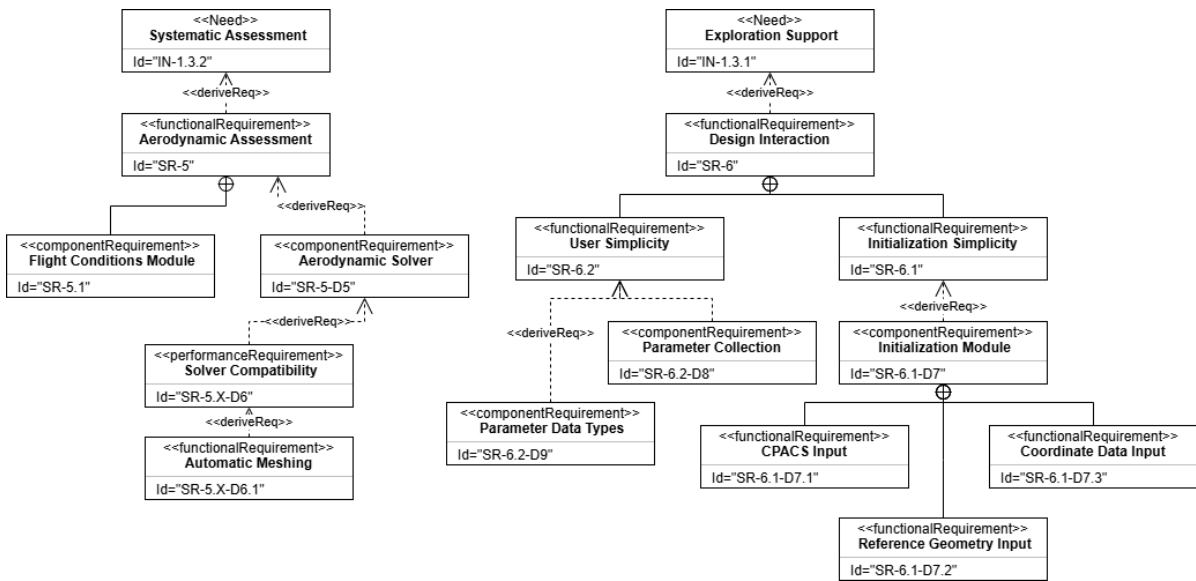 <<Need>>
Systematic Assessment
Id="IN-1.3.2"
<<deriveReq>>
<<functionalRequirement>>
Aerodynamic Assessment
Id="SR-5"
<<deriveReq>>
<<componentRequirement>>
Flight Conditions Module
Id="SR-5.1"
<<componentRequirement>>
Aerodynamic Solver
Id="SR-5-D5"
<<deriveReq>>
<<performanceRequirement>>
Solver Compatibility
Id="SR-5.X-D6"
<<deriveReq>>
<<functionalRequirement>>
Automatic Meshing
Id="SR-5.X-D6.1"
<<Need>>
Exploration Support
Id="IN-1.3.1"
<<deriveReq>>
<<functionalRequirement>>
Design Interaction
Id="SR-6"
<<functionalRequirement>>
User Simplicity
Id="SR-6.2"
<<functionalRequirement>>
Initialization Simplicity
Id="SR-6.1"
<<deriveReq>>
<<deriveReq>>
<<componentRequirement>>
Parameter Collection
Id="SR-6.2-D8"
<<componentRequirement>>
Initialization Module
Id="SR-6.1-D7"
<<componentRequirement>>
Parameter Data Types
Id="SR-6.2-D9"
<<functionalRequirement>>
CPACS Input
Id="SR-6.1-D7.1"
<<functionalRequirement>>
Coordinate Data Input
Id="SR-6.1-D7.3"
<<functionalRequirement>>
Reference Geometry Input
Id="SR-6.1-D7.2"